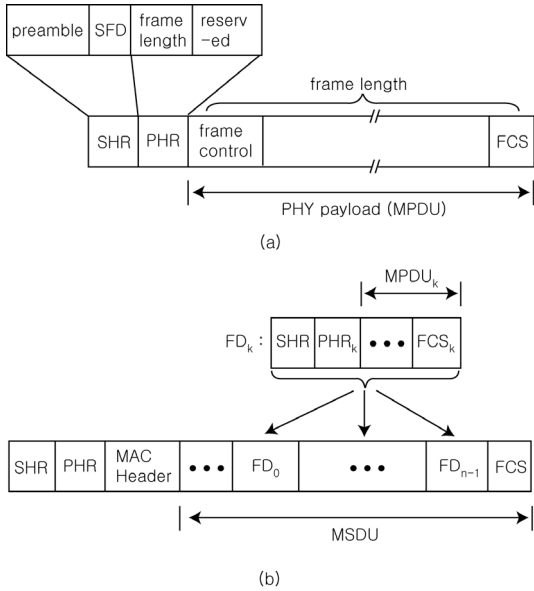 preamble SFD frame length reserv-ed
SHR PHR frame control FCS
frame length
PHY payload (MPDU)
(a)
MPDUk
FDk : SHR PHRk ••• FCSk
SHR PHR MAC Header ••• FD0 ••• FDn-1 FCS
MSDU
(b)